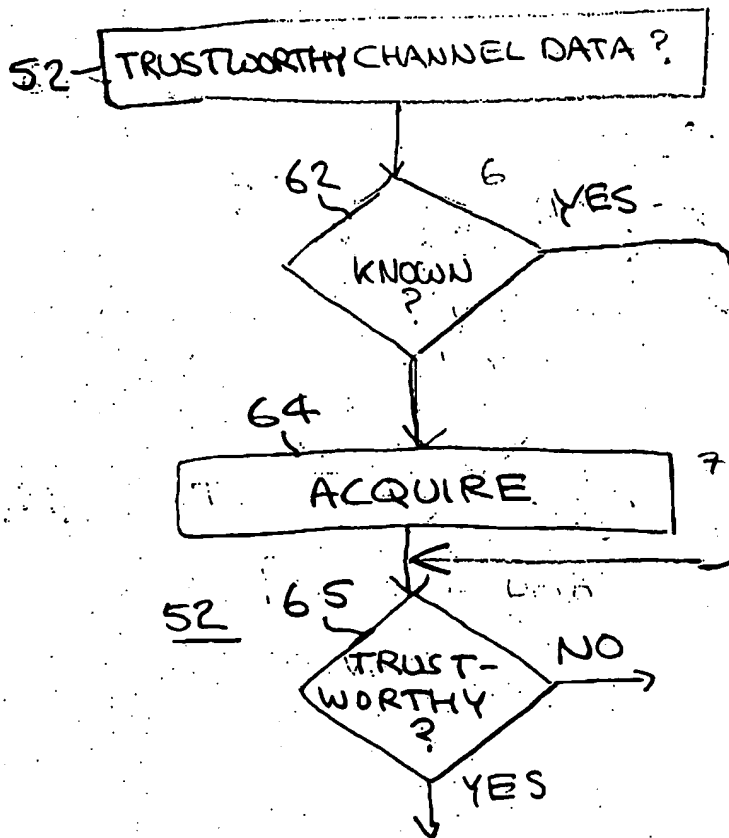 52 TRUSTWORTHY CHANNEL DATA ?
62 6 YES
KNOWN
?
64
ACQUIRE 7
52 65
TRUST- NO
WORTHY
?
YES